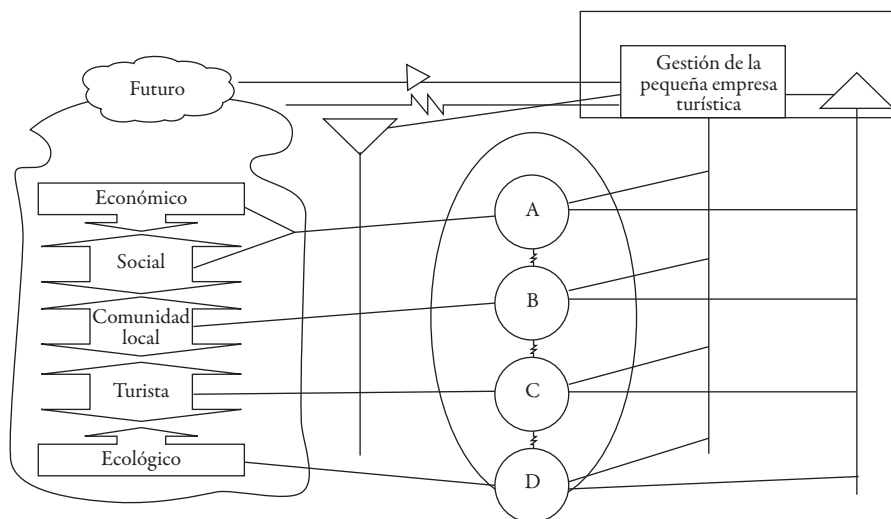 Futuro
Gestión de la
pequeña empresa
turística
Económico
Social
Comunidad
local
Turista
Ecológico
A
B
C
D